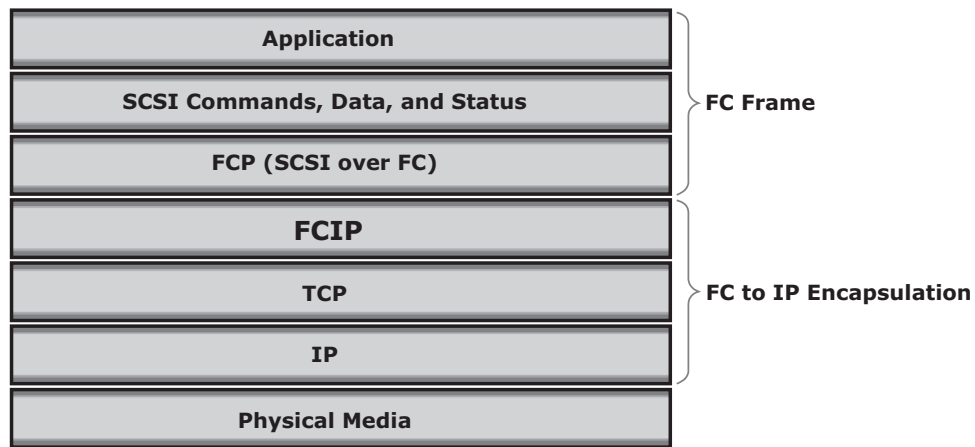 Application
SCSI Commands, Data, and Status
FC Frame
FCP (SCSI over FC)
FCIP
TCP
FC to IP Encapsulation
IP
Physical Media